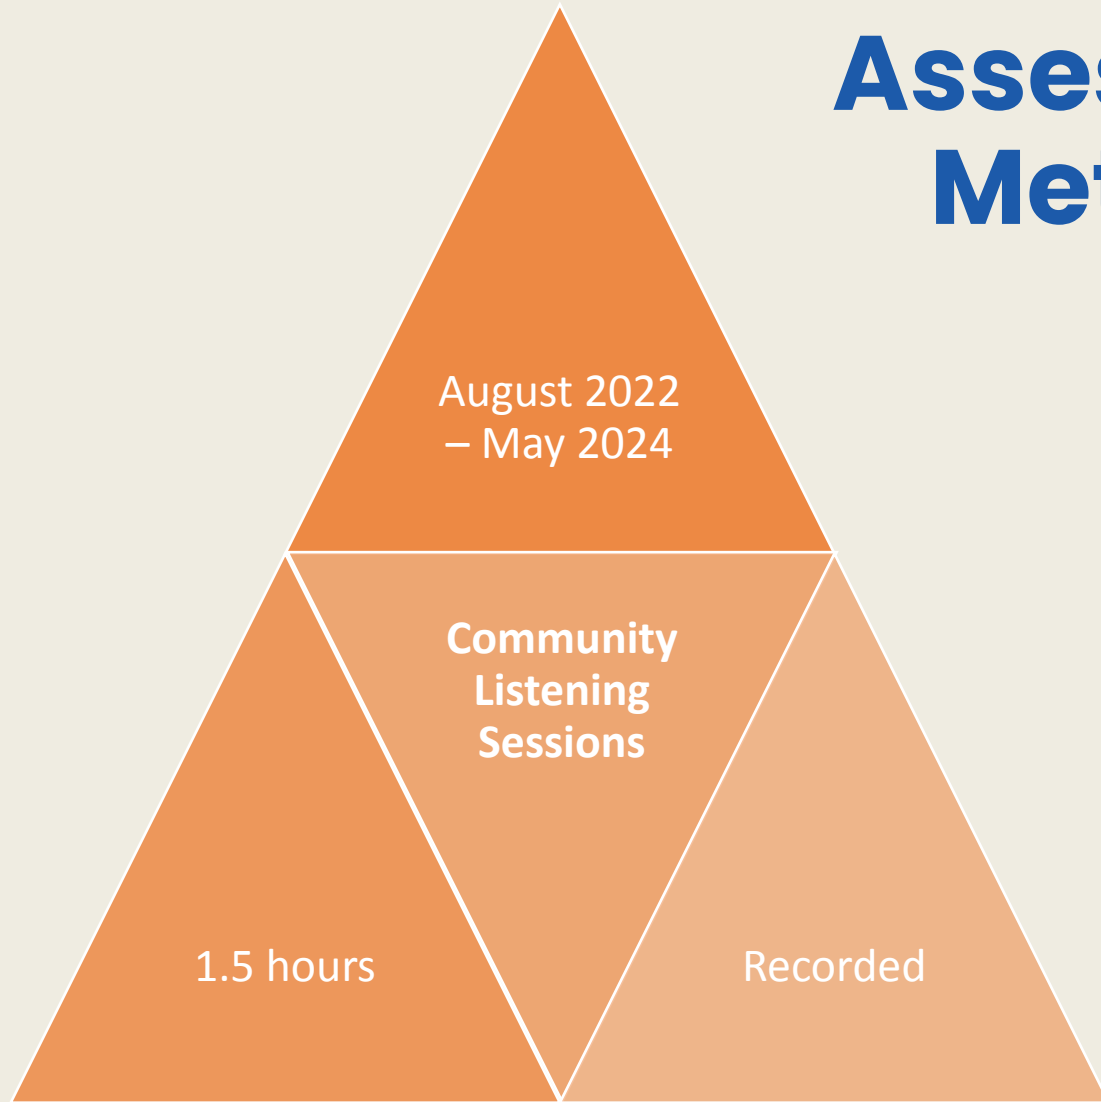 Asses
Met
August 2022
– May 2024
Community
Listening
Sessions
1.5 hours
Recorded